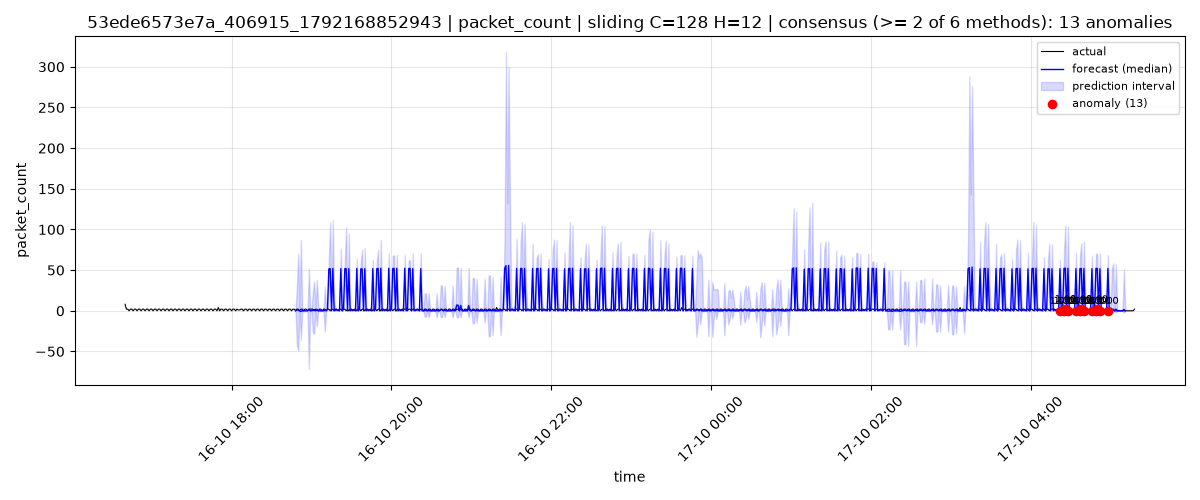 53ede6573e7a_406915_1792168852943 | packet_count | sliding C=128 H=12 | consensus (>= 2 of 6 methods): 13 anomalies
actual
forecast (median)
prediction interval
anomaly (13)
packet_count
300
250
200
150
100
50
0
−50
16-10 18:00
16-10 20:00
16-10 22:00
17-10 00:00
17-10 02:00
17-10 04:00
time